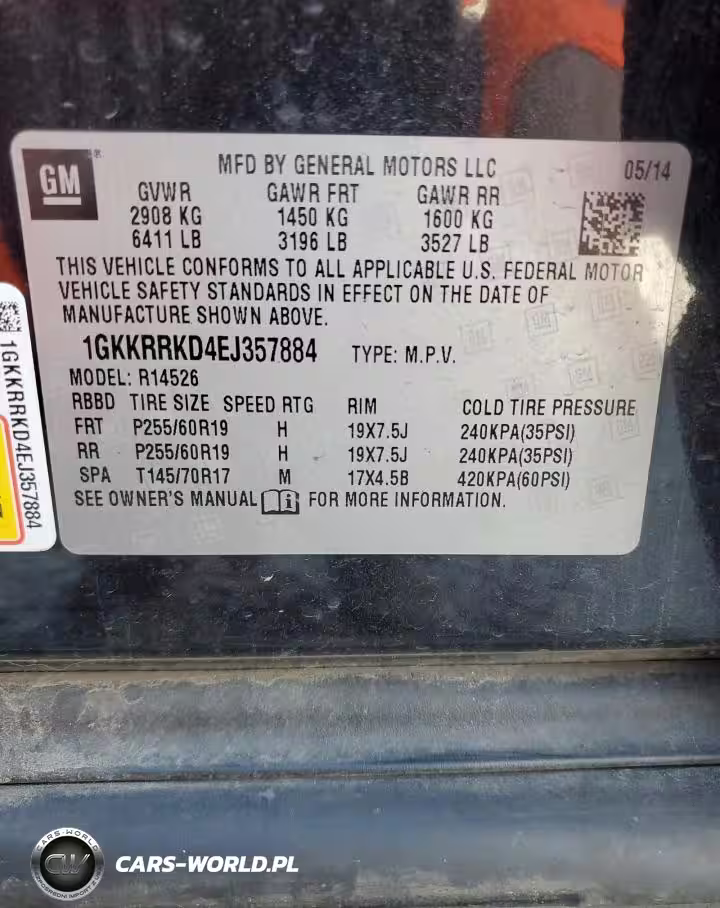 GM
MFD BY GENERAL MOTORS LLC 05/14
GVWR GAWR FRT GAWR RR
2908 KG 1450 KG 1600 KG
6411 LB 3196 LB 3527 LB
THIS VEHICLE CONFORMS TO ALL APPLICABLE U.S. FEDERAL MOTOR
VEHICLE SAFETY STANDARDS IN EFFECT ON THE DATE OF
MANUFACTURE SHOWN ABOVE.
1GKKRRKD4EJ357884 TYPE: M.P.V.
MODEL: R14526
RBBD TIRE SIZE SPEED RTG RIM COLD TIRE PRESSURE
FRT P255/60R19 H 19X7.5J 240KPA(35PSI)
RR P255/60R19 H 19X7.5J 240KPA(35PSI)
SPA T145/70R17 M 17X4.5B 420KPA(60PSI)
SEE OWNER'S MANUAL FOR MORE INFORMATION.
1GKKRRKD4EJ357884
CARS-WORLD
CW
CARS-WORLD.PL